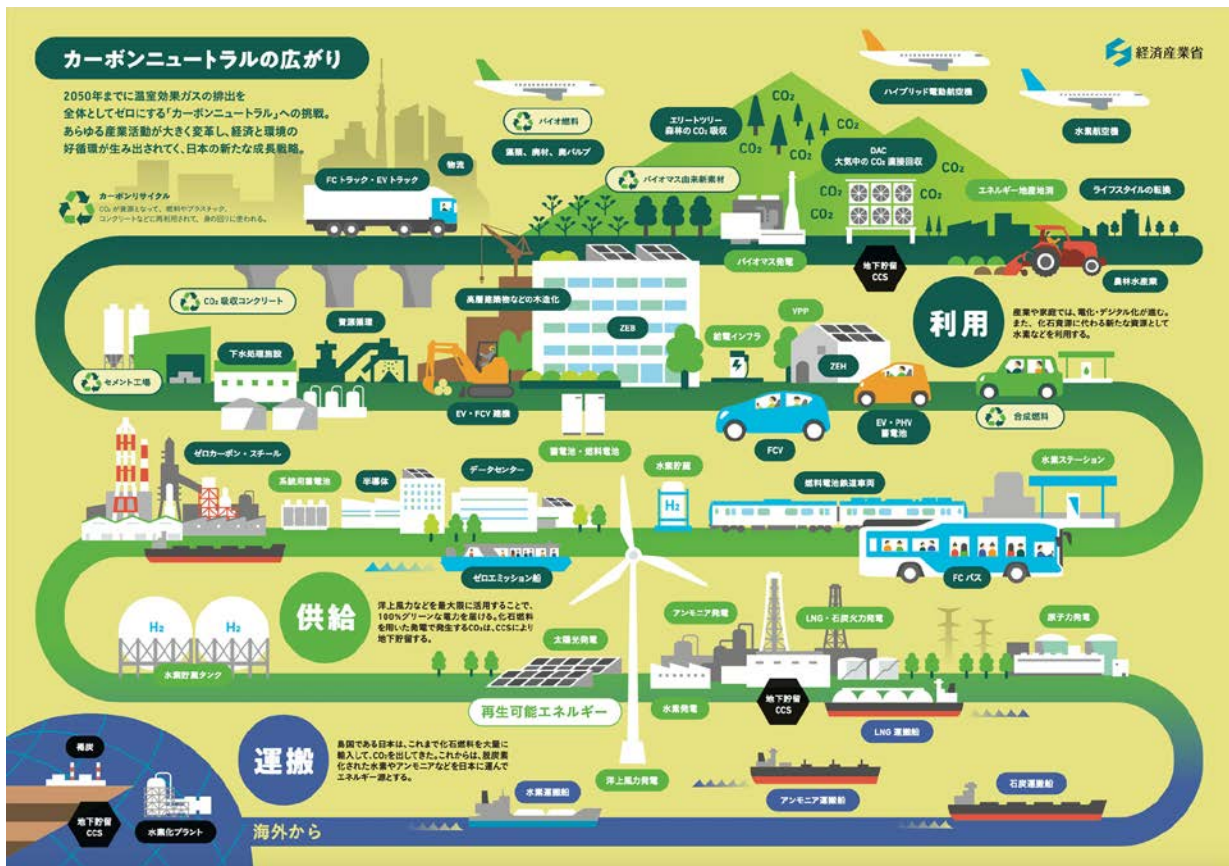 カーボンニュートラルの広がり
経済産業省
2050年までに温室効果ガスの排出を
全体としてゼロにする「カーボンニュートラル」への挑戦。
あらゆる産業活動が大きく変革し、経済と環境の
好循環が生み出されてく、日本の新たな成長戦略。
カーボンリサイクル
CO₂が資源となって、燃料やプラスチック、
コンクリートなどに再利用されて、身の回りに使われる。
物流
FCトラック・EVトラック
バイオ燃料
藻類、廃材、廃パルプ
エリートツリー
森林のCO₂吸収
CO₂
CO₂
CO₂
CO₂
CO₂
CO₂
CO₂
CO₂
DAC
大気中のCO₂直接回収
ハイブリッド電動航空機
水素航空機
バイオマス由来新素材
バイオマス発電
地下貯留
CCS
エネルギー地産地消
ライフスタイルの転換
農林水産業
利用
産業や家庭では、電化・デジタル化が進む。
また、化石資源に代わる新たな資源として
水素などを利用する。
CO₂吸収コンクリート
セメント工場
下水処理施設
資源循環
高層建築物などの木造化
EV・FCV建機
ZEB
給電インフラ
VPP
ZEH
蓄電池・燃料電池
FCV
EV・PHV
蓄電池
合成燃料
ゼロカーボン・スチール
系統用蓄電池
半導体
データセンター
水素貯蔵
H₂
燃料電池鉄道車両
水素ステーション
ゼロエミッション船
FCバス
供給
洋上風力などを最大限に活用することで、
100%グリーンな電力を届ける。化石燃料
を用いた発電で発生するCO₂は、CCSにより
地下貯留する。
H₂
H₂
水素貯蔵タンク
太陽光発電
再生可能エネルギー
アンモニア発電
水素発電
LNG・石炭火力発電
地下貯留
CCS
原子力発電
LNG運搬船
運搬
島国である日本は、これまで化石燃料を大量に
輸入して、CO₂を出してきた。これからは、脱炭素
化された水素やアンモニアなどを日本に運んで
エネルギー源とする。
洋上風力発電
水素運搬船
アンモニア運搬船
石炭運搬船
褐炭
地下貯留
CCS
水素化プラント
海外から